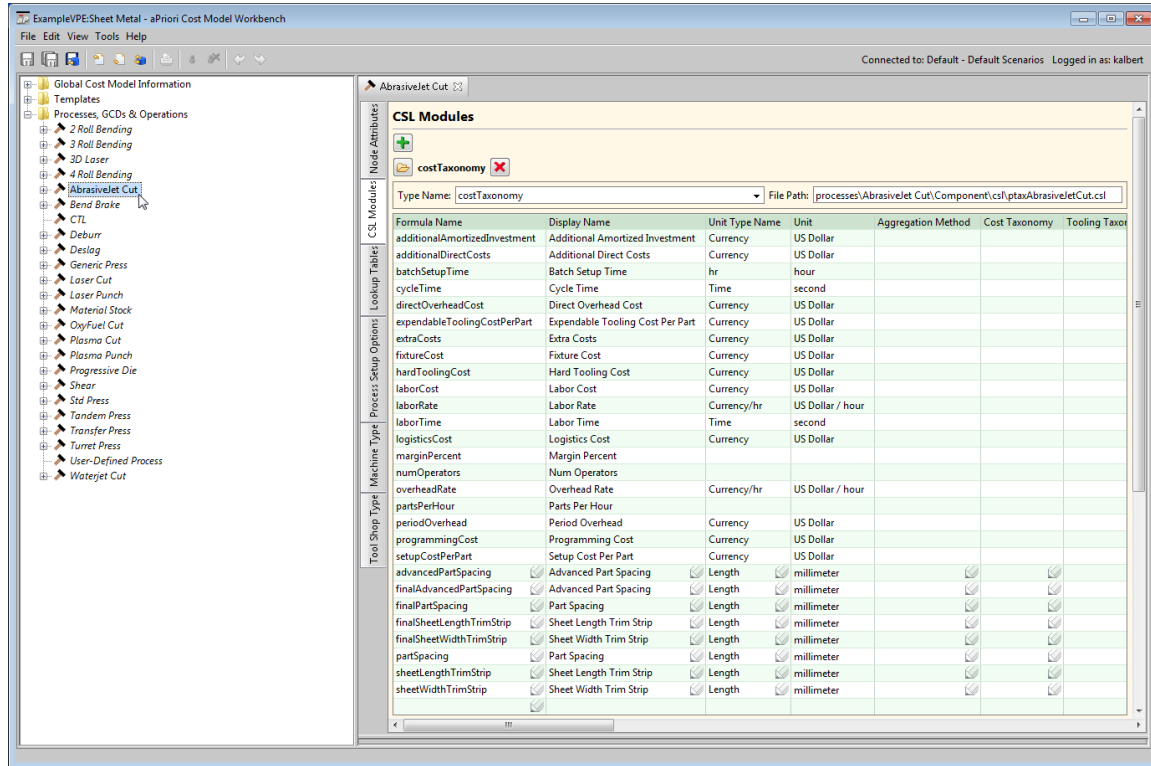 ExampleVPE:Sheet Metal - aPriori Cost Model Workbench
File Edit View Tools Help
Connected to: Default - Default Scenarios Logged in as: kalbert
Global Cost Model Information
Templates
Processes, GCDs & Operations
2 Roll Bending
3 Roll Bending
3D Laser
4 Roll Bending
AbrasiveJet Cut
Bend Brake
CTL
Deburr
Deslag
Generic Press
Laser Cut
Laser Punch
Material Stock
OxyFuel Cut
Plasma Cut
Plasma Punch
Progressive Die
Shear
Std Press
Tandem Press
Transfer Press
Turret Press
User-Defined Process
Waterjet Cut
AbrasiveJet Cut
Node Attributes
CSL Modules
Lookup Tables
Process Setup Options
Machine Type
Tool Shop Type
CSL Modules
costTaxonomy
Type Name: costTaxonomy File Path: processes\AbrasiveJet Cut\Component\csl\ptaxAbrasiveJetCut.csl
Formula Name Display Name Unit Type Name Unit Aggregation Method Cost Taxonomy Tooling Taxor
additionalAmortizedInvestment Additional Amortized Investment Currency US Dollar
additionalDirectCosts Additional Direct Costs Currency US Dollar
batchSetupTime Batch Setup Time hr hour
cycleTime Cycle Time Time second
directOverheadCost Direct Overhead Cost Currency US Dollar
expendableToolingCostPerPart Expendable Tooling Cost Per Part Currency US Dollar
extraCosts Extra Costs Currency US Dollar
fixtureCost Fixture Cost Currency US Dollar
hardToolingCost Hard Tooling Cost Currency US Dollar
laborCost Labor Cost Currency US Dollar
laborRate Labor Rate Currency/hr US Dollar / hour
laborTime Labor Time Time second
logisticsCost Logistics Cost Currency US Dollar
marginPercent Margin Percent
numOperators Num Operators
overheadRate Overhead Rate Currency/hr US Dollar / hour
partsPerHour Parts Per Hour
periodOverhead Period Overhead Currency US Dollar
programmingCost Programming Cost Currency US Dollar
setupCostPerPart Setup Cost Per Part Currency US Dollar
advancedPartSpacing Advanced Part Spacing Length millimeter
finalAdvancedPartSpacing Advanced Part Spacing Length millimeter
finalPartSpacing Part Spacing Length millimeter
finalSheetLengthTrimStrip Sheet Length Trim Strip Length millimeter
finalSheetWidthTrimStrip Sheet Width Trim Strip Length millimeter
partSpacing Part Spacing Length millimeter
sheetLengthTrimStrip Sheet Length Trim Strip Length millimeter
sheetWidthTrimStrip Sheet Width Trim Strip Length millimeter